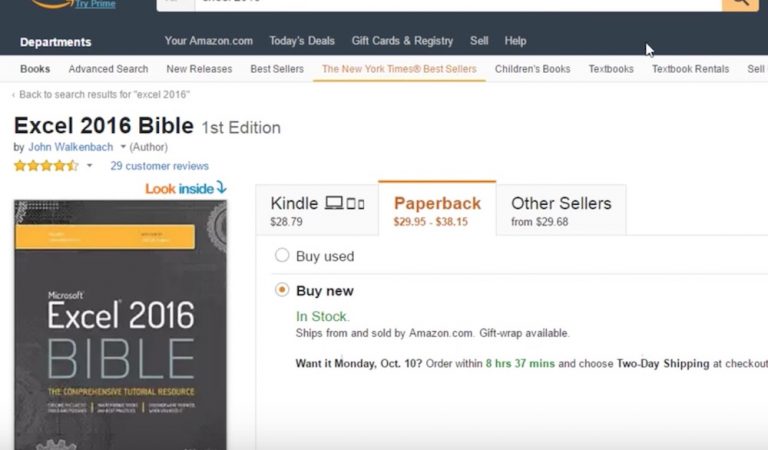 Try Prime
Departments
Your Amazon.com Today's Deals Gift Cards & Registry Sell Help
Books Advanced Search New Releases Best Sellers The New York Times® Best Sellers Children's Books Textbooks Textbook Rentals Sell
‹ Back to search results for "excel 2016"
Excel 2016 Bible 1st Edition
by John Walkenbach (Author)
29 customer reviews
Look inside
Kindle Paperback Other Sellers
$28.79 $29.95 - $38.15 from $29.68
Buy used
Buy new
In Stock.
Ships from and sold by Amazon.com. Gift-wrap available.
Want it Monday, Oct. 10? Order within 8 hrs 37 mins and choose Two-Day Shipping at checkout
Microsoft®
Excel® 2016
BIBLE
THE COMPREHENSIVE TUTORIAL RESOURCE